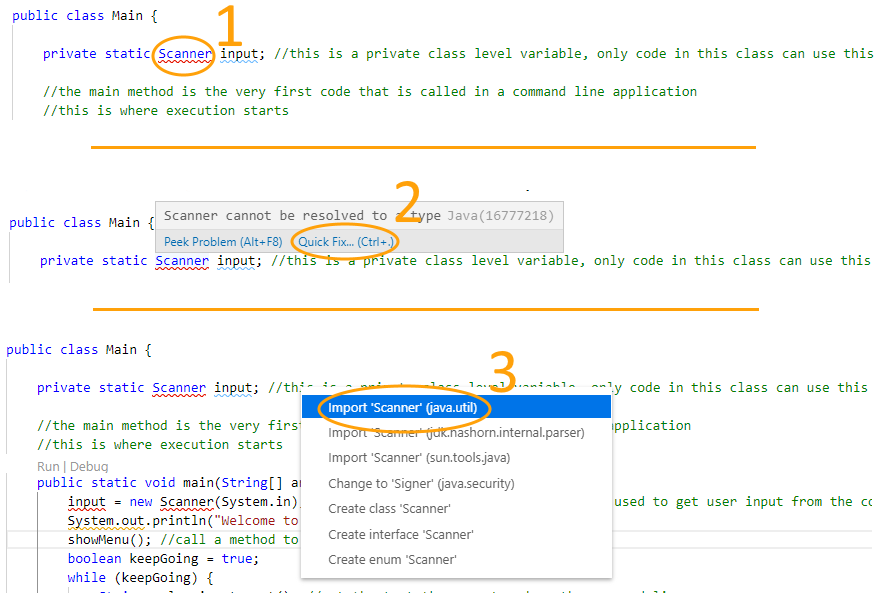 public class Main {
1
private static Scanner input; //this is a private class level variable, only code in this class can use this
//the main method is the very first code that is called in a command line application
//this is where execution starts
2
Scanner cannot be resolved to a type Java(16777218)
public class Main {
Peek Problem (Alt+F8) Quick Fix... (Ctrl+.)
private static Scanner input; //this is a private class level variable, only code in this class can use this
public class Main {
3
private static Scanner input; //this is a private class level variable, only code in this class can use this
Import 'Scanner' (java.util)
//the main method is the very firs pplication
Import 'Scanner' (jdk.nashorn.internal.parser)
//this is where execution starts
Import 'Scanner' (sun.tools.java)
Run | Debug
public static void main(String[] a
Change to 'Signer' (java.security)
input = new Scanner(System.in) used to get user input from the co
Create class 'Scanner'
System.out.println("Welcome to
Create interface 'Scanner'
showMenu(); //call a method to
boolean keepGoing = true;
Create enum 'Scanner'
while (keepGoing) {